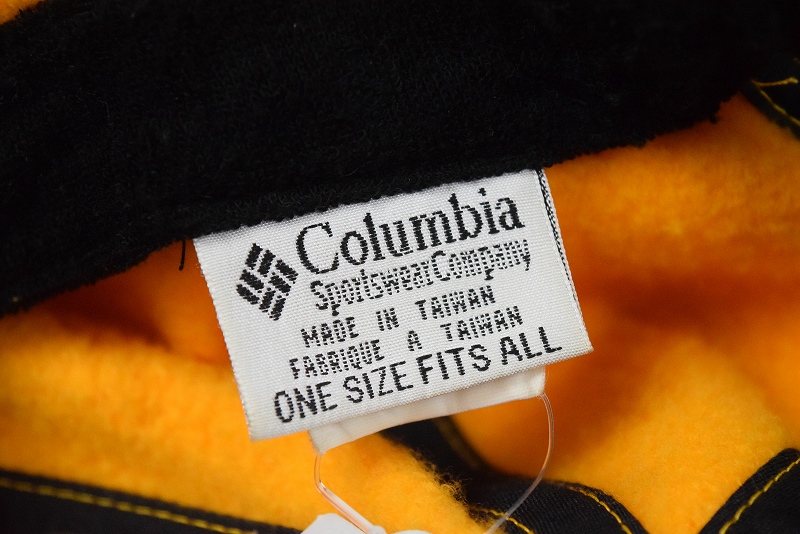 Columbia
Sportswear Company
MADE IN TAIWAN
FABRIQUE A TAIWAN
ONE SIZE FITS ALL